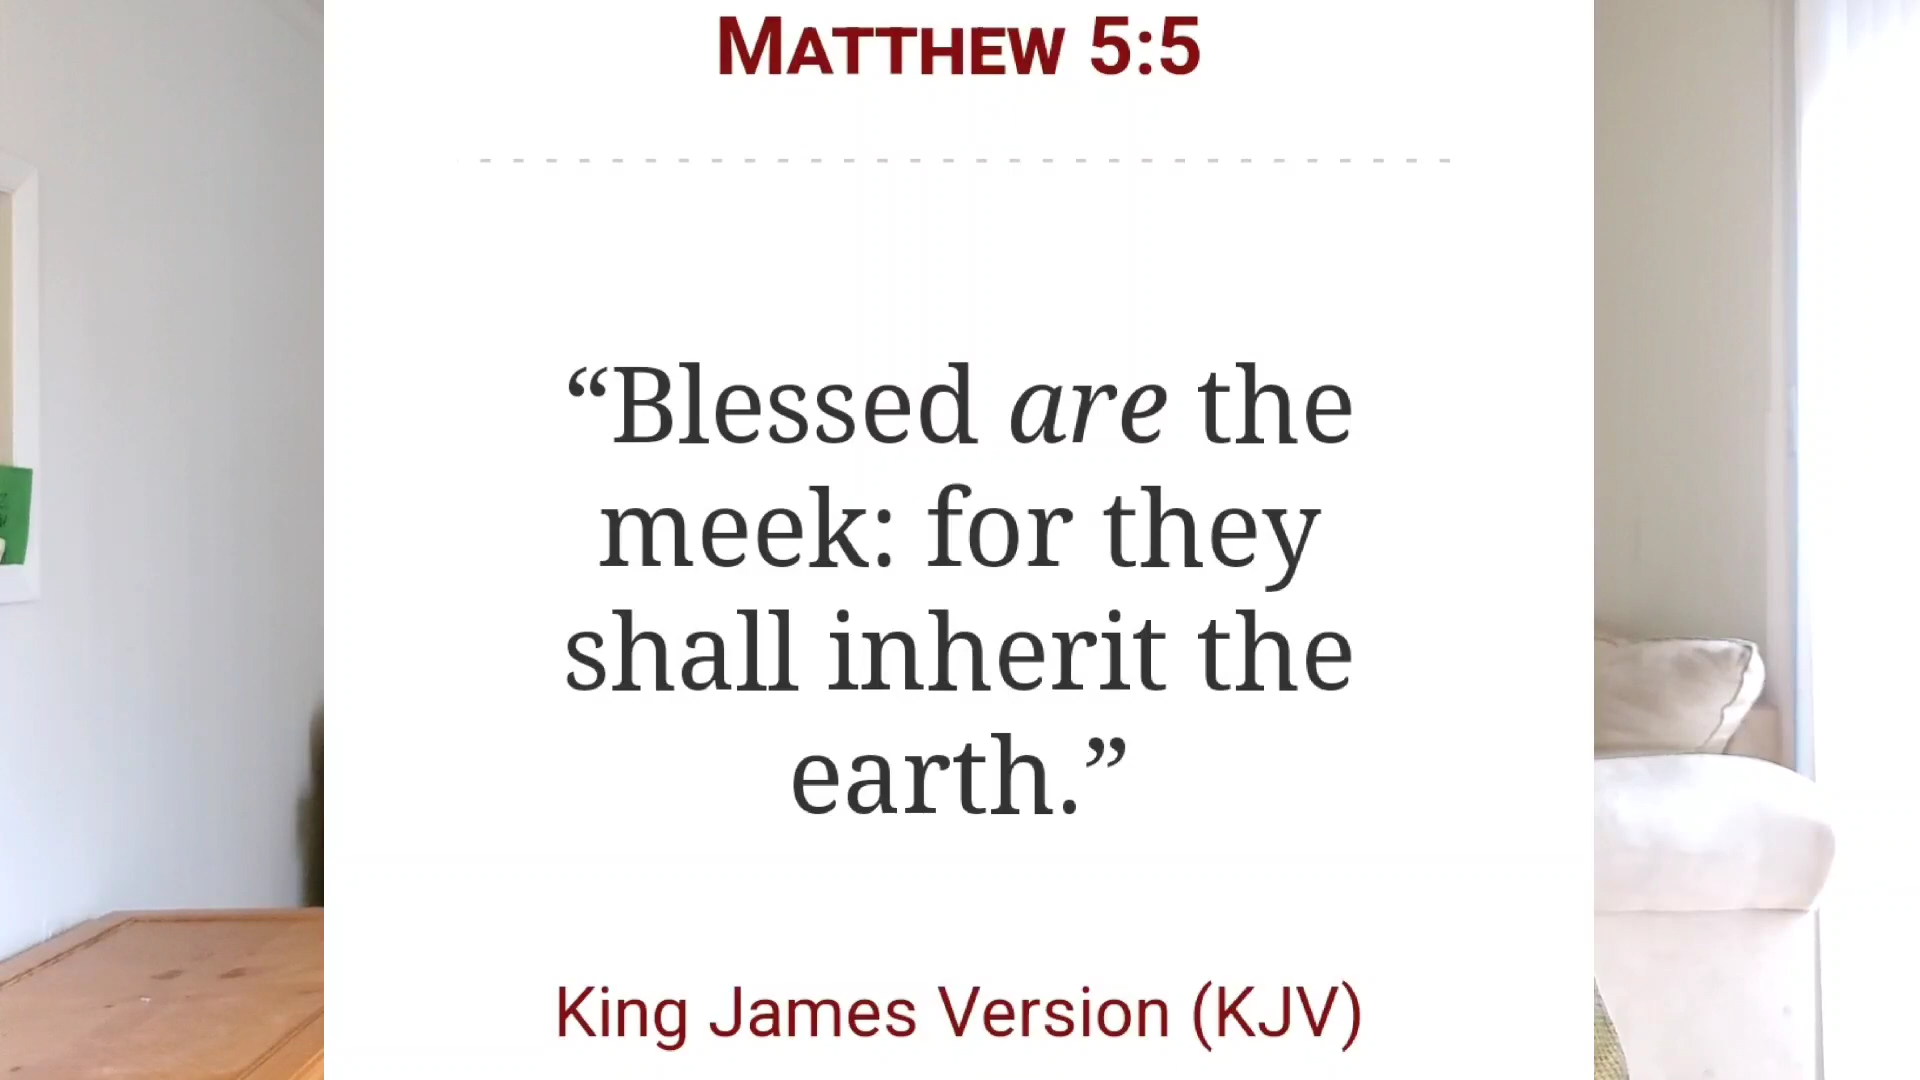 MATTHEW 5:5
“Blessed are the
meek: for they
shall inherit the
earth.”
King James Version (KJV)